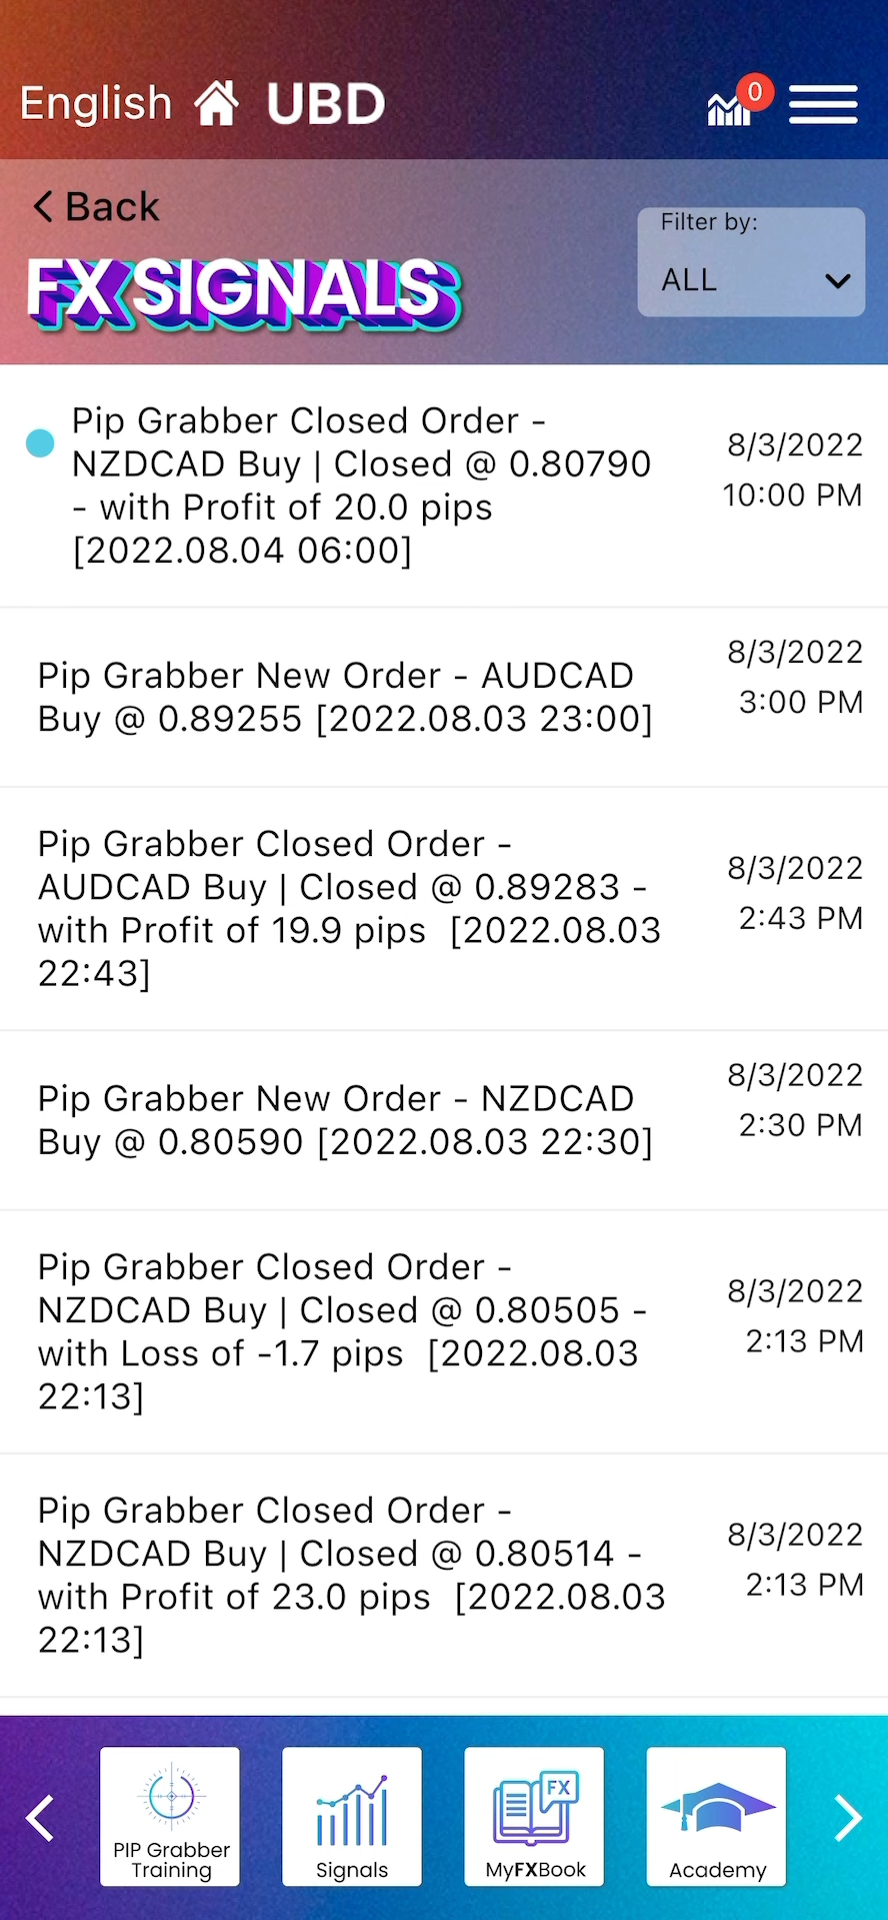 English UBD
0
Back
FX SIGNALS
Filter by:
ALL
Pip Grabber Closed Order -
NZDCAD Buy | Closed @ 0.80790
- with Profit of 20.0 pips
[2022.08.04 06:00]
8/3/2022
10:00 PM
Pip Grabber New Order - AUDCAD
Buy @ 0.89255 [2022.08.03 23:00]
8/3/2022
3:00 PM
Pip Grabber Closed Order -
AUDCAD Buy | Closed @ 0.89283 -
with Profit of 19.9 pips [2022.08.03
22:43]
8/3/2022
2:43 PM
Pip Grabber New Order - NZDCAD
Buy @ 0.80590 [2022.08.03 22:30]
8/3/2022
2:30 PM
Pip Grabber Closed Order -
NZDCAD Buy | Closed @ 0.80505 -
with Loss of -1.7 pips [2022.08.03
22:13]
8/3/2022
2:13 PM
Pip Grabber Closed Order -
NZDCAD Buy | Closed @ 0.80514 -
with Profit of 23.0 pips [2022.08.03
22:13]
8/3/2022
2:13 PM
PIP Grabber
Training
Signals
FX
MyFXBook
Academy